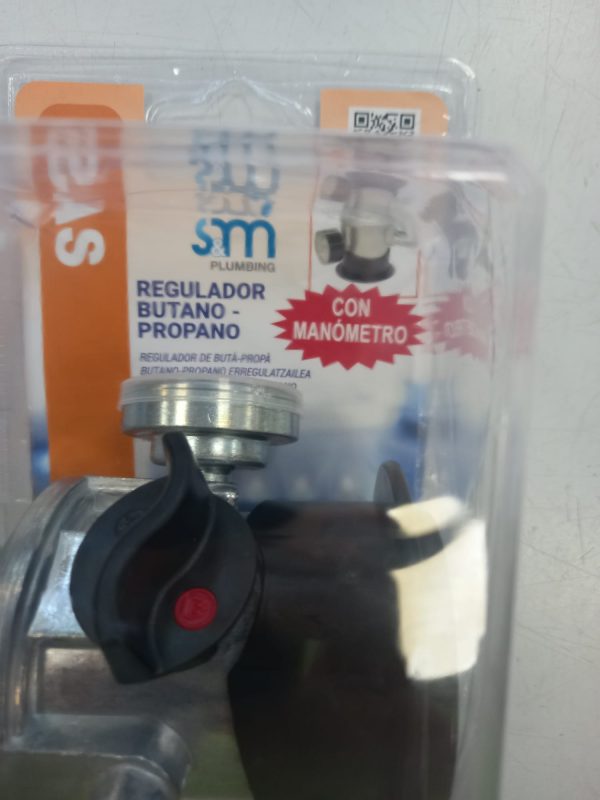 S&M
PLUMBING
REGULADOR
BUTANO -
PROPANO
CON
MANÓMETRO
REGULADOR DE BUTÀ-PROPÀ
BUTANO-PROPANO ERREGULATZAILEA